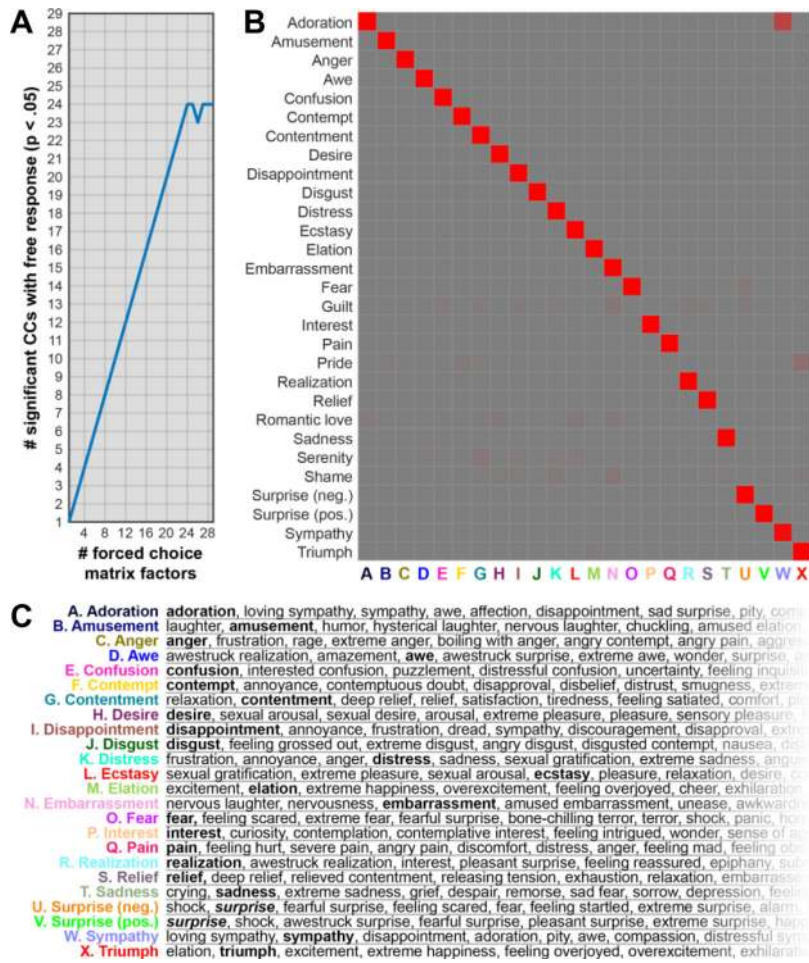 A
B
# significant CCs with free response (p < .05)
29
28
27
26
25
24
23
22
21
20
19
18
17
16
15
14
13
12
11
10
9
8
7
6
5
4
3
2
1
4 8 12 16 20 24 28
# forced choice
matrix factors
Adoration
Amusement
Anger
Awe
Confusion
Contempt
Contentment
Desire
Disappointment
Disgust
Distress
Ecstasy
Elation
Embarrassment
Fear
Guilt
Interest
Pain
Pride
Realization
Relief
Romantic love
Sadness
Serenity
Shame
Surprise (neg.)
Surprise (pos.)
Sympathy
Triumph
A B C D E F G H I J K L M N O P Q R S T U V W X
C
A. Adoration adoration, loving sympathy, sympathy, awe, affection, disappointment, sad surprise, pity,
B. Amusement laughter, amusement, humor, hysterical laughter, nervous laughter, chuckling, amused elation
C. Anger anger, frustration, rage, extreme anger, boiling with anger, angry contempt, angry pain,
D. Awe awestruck realization, amazement, awe, awestruck surprise, extreme awe, wonder, surprise,
E. Confusion confusion, interested confusion, puzzlement, distressful confusion, uncertainty, feeling
F. Contempt contempt, annoyance, contemptuous doubt, disapproval, disbelief, distrust, smugness,
G. Contentment relaxation, contentment, deep relief, relief, satisfaction, tiredness, feeling satiated, comfort,
H. Desire desire, sexual arousal, sexual desire, arousal, extreme pleasure, pleasure, sensory pleasure,
I. Disappointment disappointment, annoyance, frustration, dread, sympathy, discouragement, disapproval,
J. Disgust disgust, feeling grossed out, extreme disgust, angry disgust, disgusted contempt, nausea,
K. Distress frustration, annoyance, anger, distress, sadness, sexual gratification, extreme sadness,
L. Ecstasy sexual gratification, extreme pleasure, sexual arousal, ecstasy, pleasure, relaxation, desire,
M. Elation excitement, elation, extreme happiness, overexcitement, feeling overjoyed, cheer, exhilaration
N. Embarrassment nervous laughter, nervousness, embarrassment, amused embarrassment, unease,
O. Fear fear, feeling scared, extreme fear, fearful surprise, bone-chilling terror, terror, shock, panic,
P. Interest interest, curiosity, contemplation, contemplative interest, feeling intrigued, wonder, sense of
Q. Pain pain, feeling hurt, severe pain, angry pain, discomfort, distress, anger, feeling mad, feeling
R. Realization realization, awestruck realization, interest, pleasant surprise, feeling reassured, epiphany,
S. Relief relief, deep relief, relieved contentment, releasing tension, exhaustion, relaxation,
T. Sadness crying, sadness, extreme sadness, grief, despair, remorse, sad fear, sorrow, depression,
U. Surprise (neg.) shock, surprise, fearful surprise, feeling scared, fear, feeling startled, extreme surprise,
V. Surprise (pos.) surprise, shock, awestruck surprise, fearful surprise, pleasant surprise, extreme surprise,
W. Sympathy loving sympathy, sympathy, disappointment, adoration, pity, awe, compassion, distressful
X. Triumph elation, triumph, excitement, extreme happiness, feeling overjoyed, overexcitement,